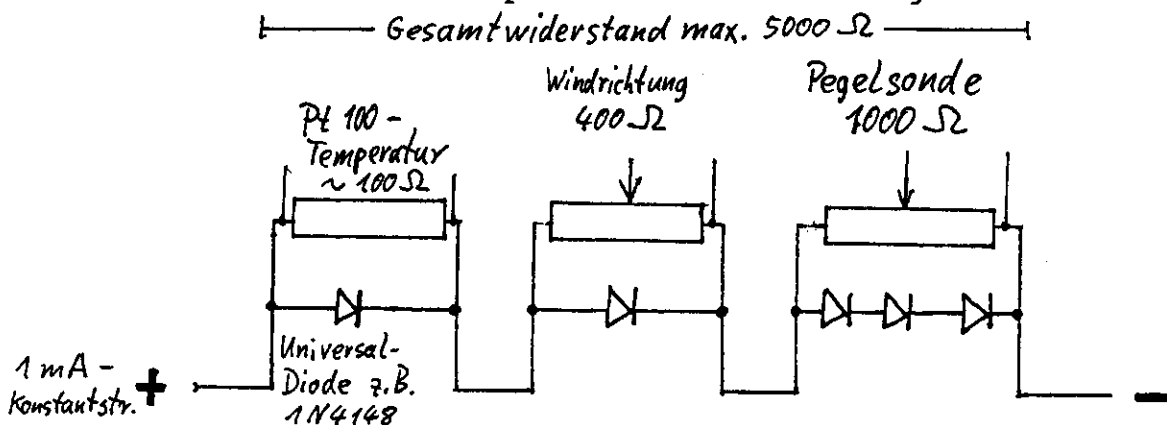 Gesamtwiderstand max. 5000 Ω
Pt 100 -
Temperatur
~ 100 Ω
Windrichtung
400 Ω
Pegelsonde
1000 Ω
1 mA -
Konstantstr.
+
Universal-
Diode z.B.
1N4148
-